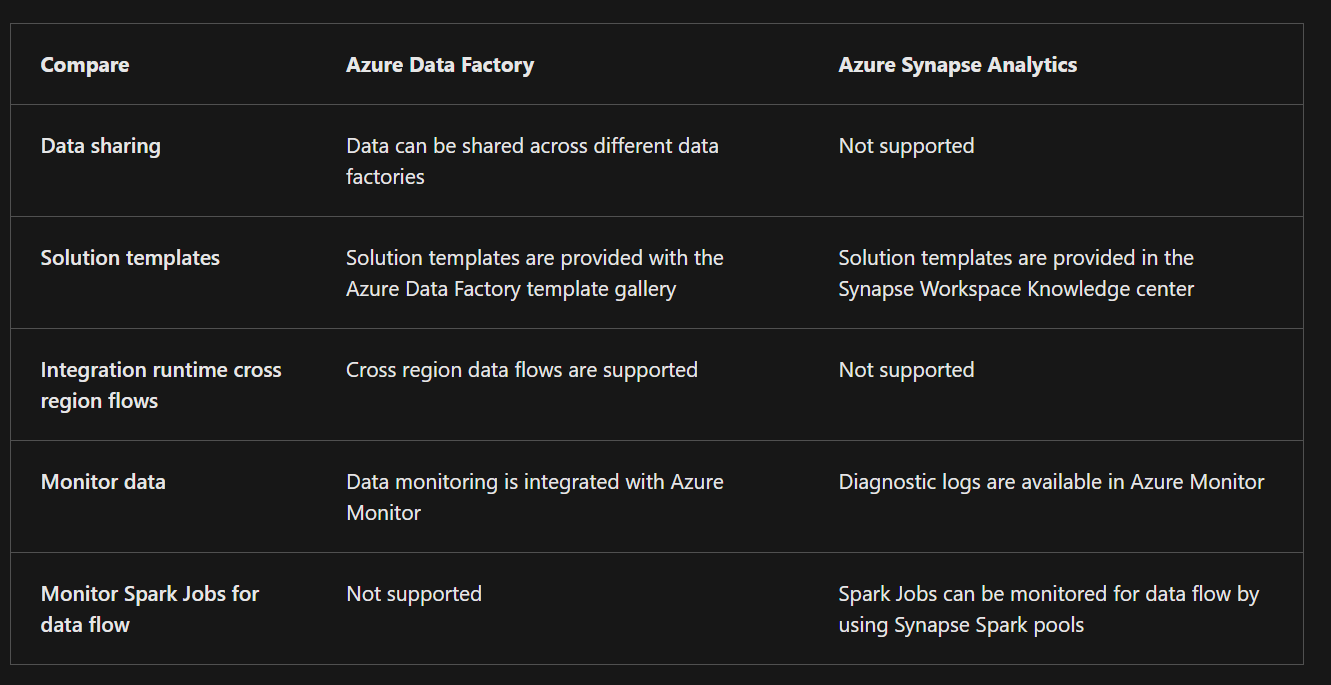 Compare
Azure Data Factory
Azure Synapse Analytics
Data sharing
Data can be shared across different data
factories
Not supported
Solution templates
Solution templates are provided with the
Azure Data Factory template gallery
Solution templates are provided in the
Synapse Workspace Knowledge center
Integration runtime cross
region flows
Cross region data flows are supported
Not supported
Monitor data
Data monitoring is integrated with Azure
Monitor
Diagnostic logs are available in Azure Monitor
Monitor Spark Jobs for
data flow
Not supported
Spark Jobs can be monitored for data flow by
using Synapse Spark pools